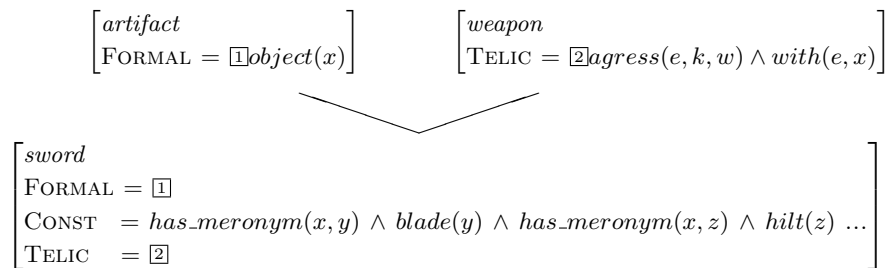 artifact
FORMAL = 1 object(x)
weapon
TELIC = 2 agress(e, k, w) ∧ with(e, x)
sword
FORMAL = 1
CONST = has_meronym(x, y) ∧ blade(y) ∧ has_meronym(x, z) ∧ hilt(z) ...
TELIC = 2